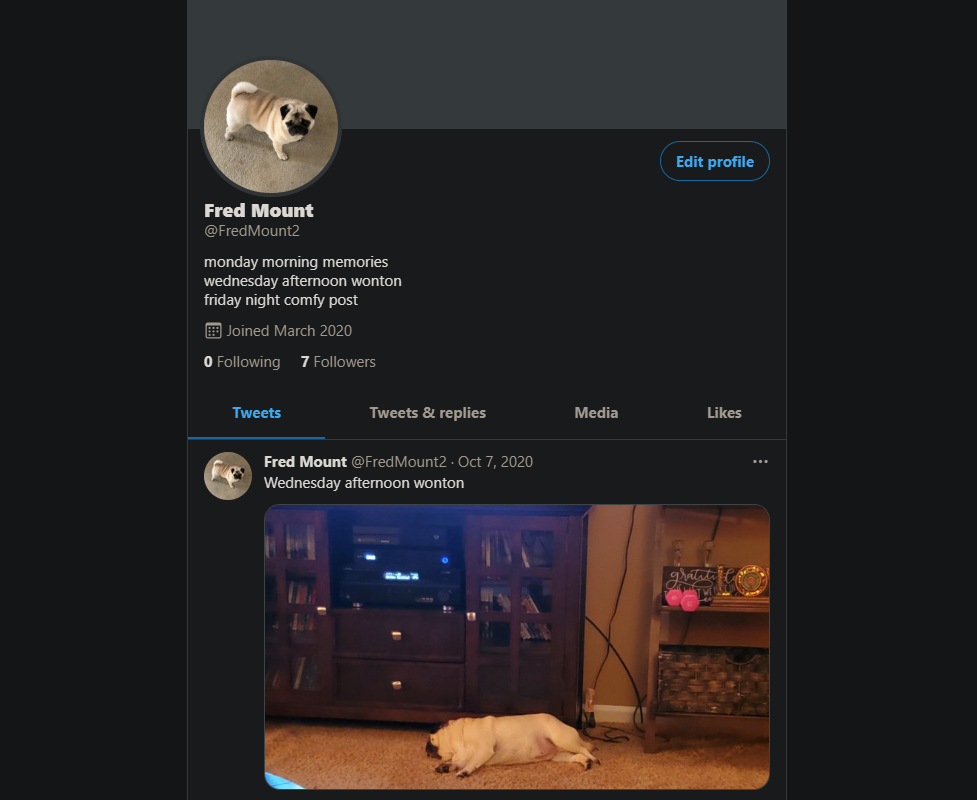 Edit profile
Fred Mount
@FredMount2
monday morning memories
wednesday afternoon wonton
friday night comfy post
Joined March 2020
0 Following 7 Followers
Tweets Tweets & replies Media Likes
Fred Mount @FredMount2 · Oct 7, 2020
Wednesday afternoon wonton